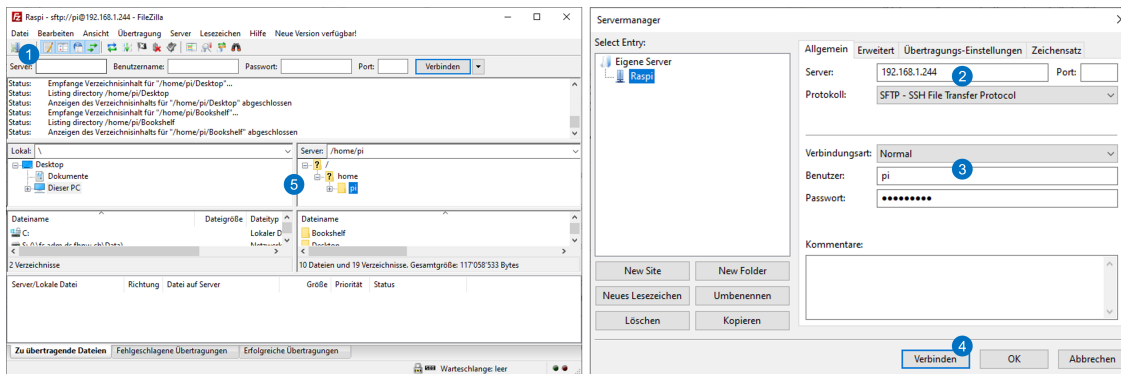 Raspi - sftp://pi@192.168.1.244 - FileZilla
Datei Bearbeiten Ansicht Übertragung Server Lesezeichen Hilfe Neue Version verfügbar!
1
Server: Benutzername: Passwort: Port: Verbinden
Status: Empfange Verzeichnisinhalt für "/home/pi/Desktop"...
Status: Listing directory /home/pi/Desktop
Status: Anzeigen des Verzeichnisinhalts für "/home/pi/Desktop" abgeschlossen
Status: Empfange Verzeichnisinhalt für "/home/pi/Bookshelf"...
Status: Listing directory /home/pi/Bookshelf
Status: Anzeigen des Verzeichnisinhalts für "/home/pi/Bookshelf" abgeschlossen
Lokal: \
Desktop
Dokumente
Dieser PC
5
Server: /home/pi
? /
? home
pi
Dateiname Dateigröße Dateityp
C: Lokaler D
2 Verzeichnisse
Dateiname
Bookshelf
Desktop
10 Dateien und 19 Verzeichnisse. Gesamtgröße: 117'058'533 Bytes
Server/Lokale Datei Richtung Datei auf Server Größe Priorität Status
Zu übertragende Dateien Fehlgeschlagene Übertragungen Erfolgreiche Übertragungen
Warteschlange: leer
Servermanager
Select Entry:
Eigene Server
Raspi
New Site New Folder
Neues Lesezeichen Umbenennen
Löschen Kopieren
Allgemein Erweitert Übertragungs-Einstellungen Zeichensatz
Server: 192.168.1.244 2 Port:
Protokoll: SFTP - SSH File Transfer Protocol
Verbindungsart: Normal
3
Benutzer: pi
Passwort: ●●●●●●●●●
Kommentare:
4
Verbinden OK Abbrechen